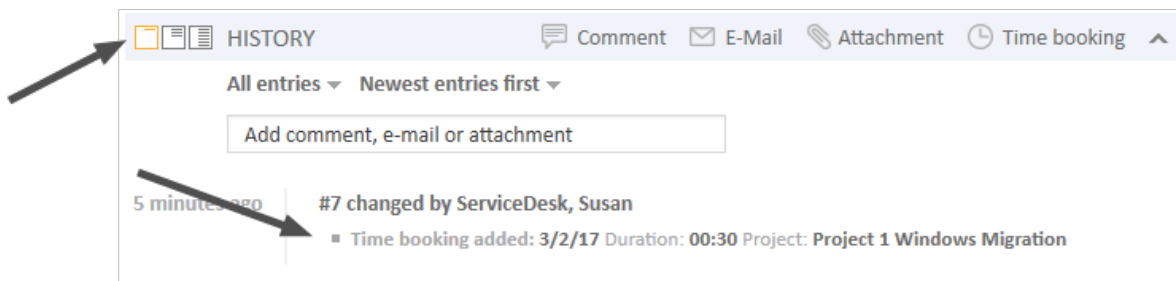 HISTORY Comment E-Mail Attachment Time booking
All entries Newest entries first
Add comment, e-mail or attachment
5 minutes ago #7 changed by ServiceDesk, Susan
Time booking added: 3/2/17 Duration: 00:30 Project: Project 1 Windows Migration